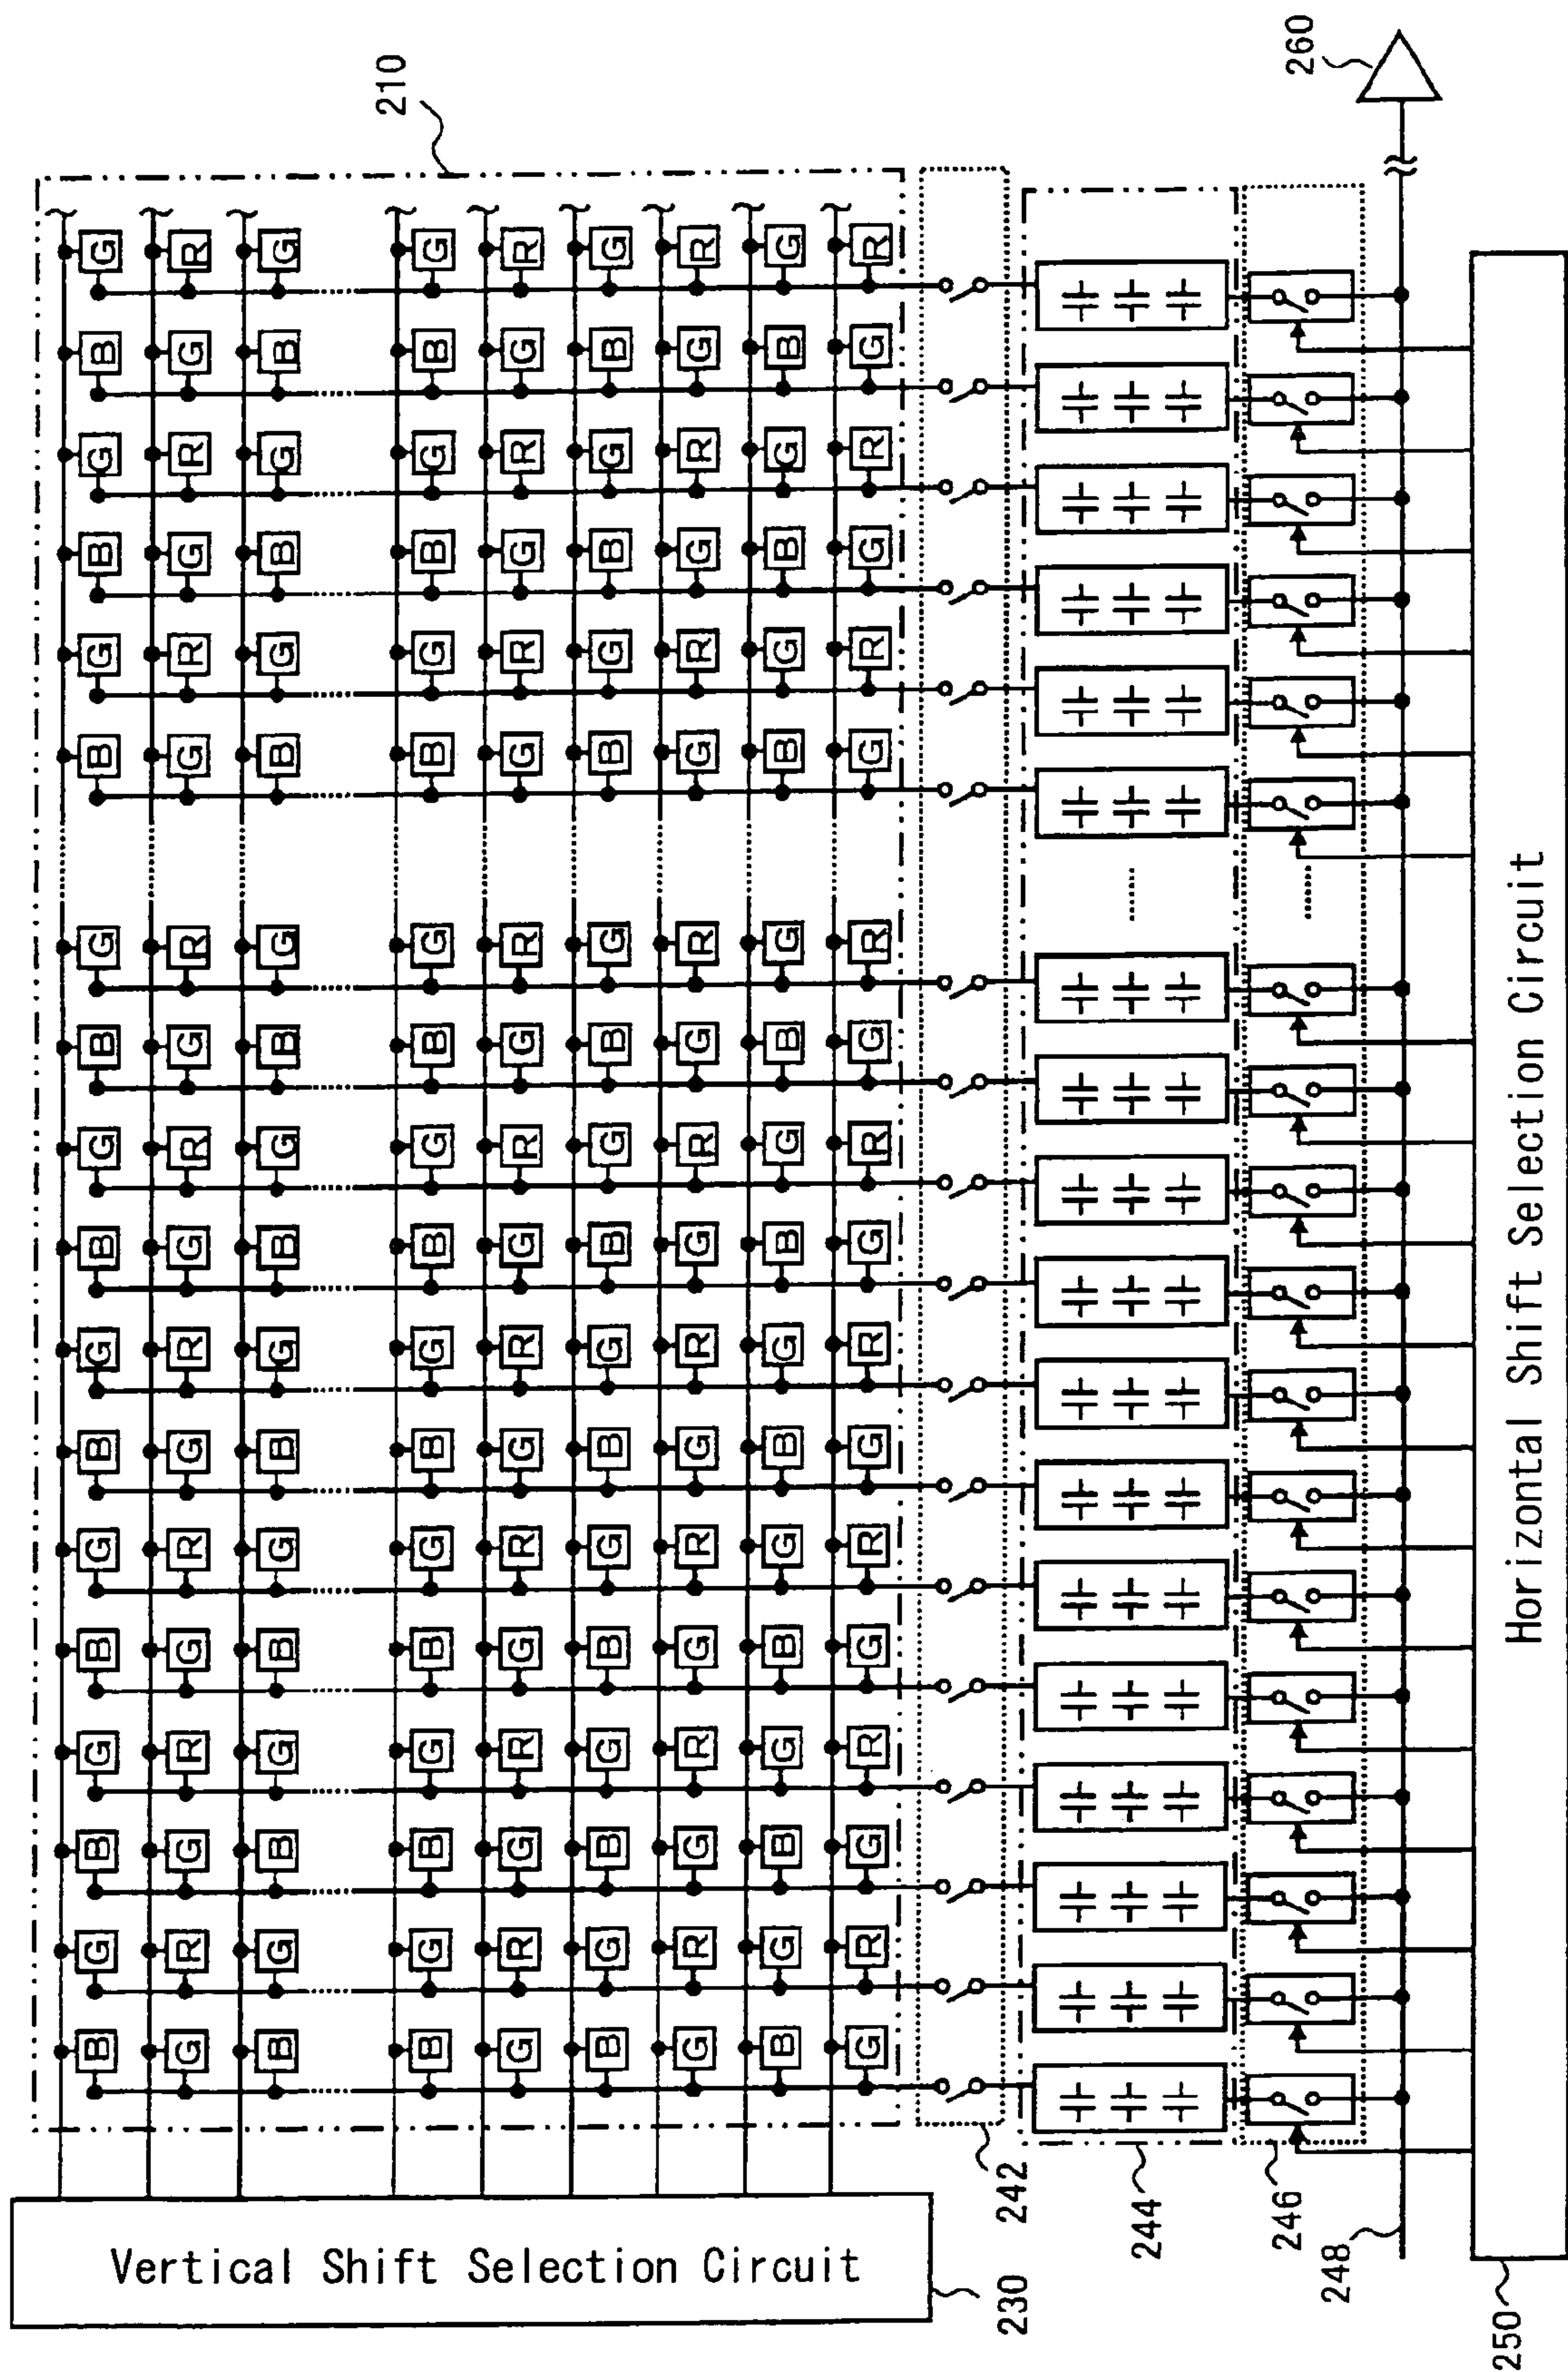 210
B G B G B G B G B G B G B G B G B G
G R G R G R G R G R G R G R G R G R
B G B G B G B G B G B G B G B G B G
B G B G B G B G B G B G B G B G B G
G R G R G R G R G R G R G R G R G R
B G B G B G B G B G B G B G B G B G
G R G R G R G R G R G R G R G R G R
B G B G B G B G B G B G B G B G B G
G R G R G R G R G R G R G R G R G R
Vertical Shift Selection Circuit
230
242
244
246
248
260
250
Horizontal Shift Selection Circuit